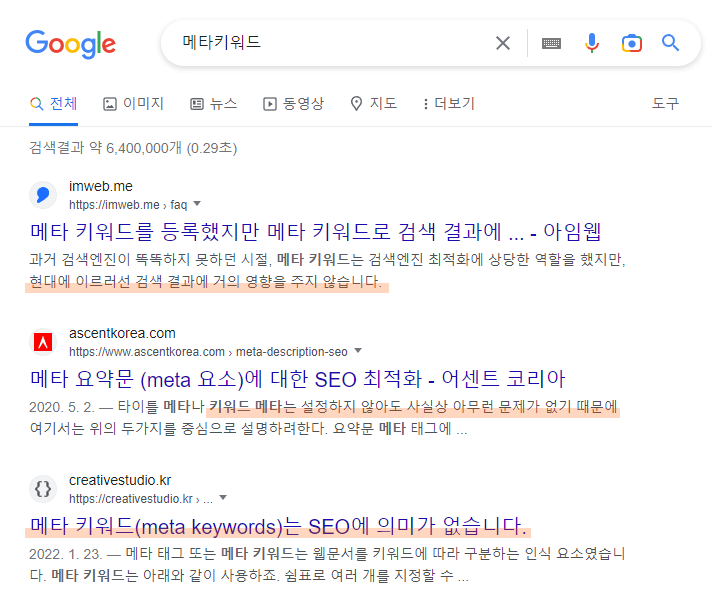 Google
메타키워드
전체 이미지 뉴스 동영상 지도 더보기 도구
검색결과 약 6,400,000개 (0.29초)
imweb.me
https://imweb.me › faq
메타 키워드를 등록했지만 메타 키워드로 검색 결과에 ... - 아임웹
과거 검색엔진이 똑똑하지 못하던 시절, 메타 키워드는 검색엔진 최적화에 상당한 역할을 했지만,
현대에 이르러선 검색 결과에 거의 영향을 주지 않습니다.
ascentkorea.com
https://www.ascentkorea.com › meta-description-seo
메타 요약문 (meta 요소)에 대한 SEO 최적화 - 어센트 코리아
2020. 5. 2. — 타이틀 메타나 키워드 메타는 설정하지 않아도 사실상 아무런 문제가 없기 때문에
여기서는 위의 두가지를 중심으로 설명하려한다. 요약문 메타 태그에 ...
creativestudio.kr
https://creativestudio.kr › ...
메타 키워드(meta keywords)는 SEO에 의미가 없습니다.
2022. 1. 23. — 메타 태그 또는 메타 키워드는 웹문서를 키워드에 따라 구분하는 인식 요소였습니
다. 메타 키워드는 아래와 같이 사용하죠. 쉼표로 여러 개를 지정할 수 ...